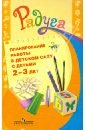 Радуга
ПЛАНИРОВАНИЕ
РАБОТЫ
В ДЕТСКОМ САДУ
С ДЕТЬМИ
2–3 лет